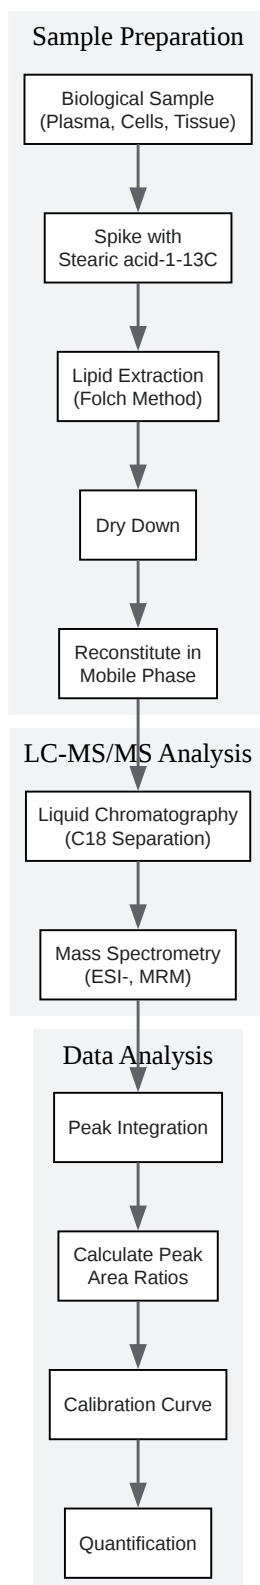 Sample Preparation
Biological Sample
(Plasma, Cells, Tissue)
Spike with
Stearic acid-1-13C
Lipid Extraction
(Folch Method)
Dry Down
Reconstitute in
Mobile Phase
LC-MS/MS Analysis
Liquid Chromatography
(C18 Separation)
Mass Spectrometry
(ESI-, MRM)
Data Analysis
Peak Integration
Calculate Peak
Area Ratios
Calibration Curve
Quantification